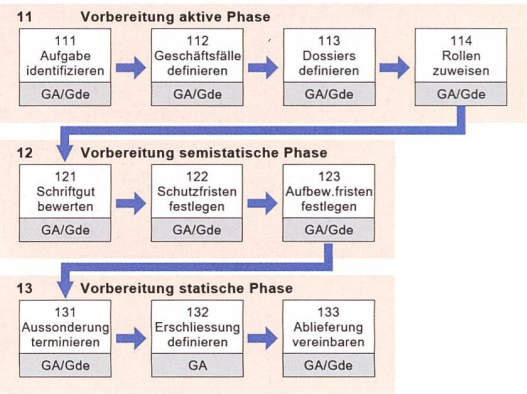 11 Vorbereitung aktive Phase
111
Aufgabe
identifizieren
GA/Gde
112
Geschäftsfälle
definieren
GA/Gde
113
Dossiers
definieren
GA/Gde
114
Rollen
zuweisen
GA/Gde
12 Vorbereitung semistatische Phase
121
Schriftgut
bewerten
GA/Gde
122
Schutzfristen
festlegen
GA/Gde
123
Aufbew.fristen
festlegen
GA/Gde
13 Vorbereitung statische Phase
131
Aussonderung
terminieren
GA/Gde
132
Erschliessung
definieren
GA
133
Ablieferung
vereinbaren
GA/Gde